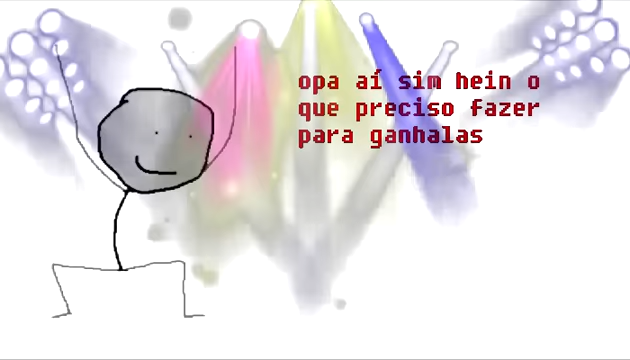 opa aí sim hein o
que preciso fazer
para ganhalas